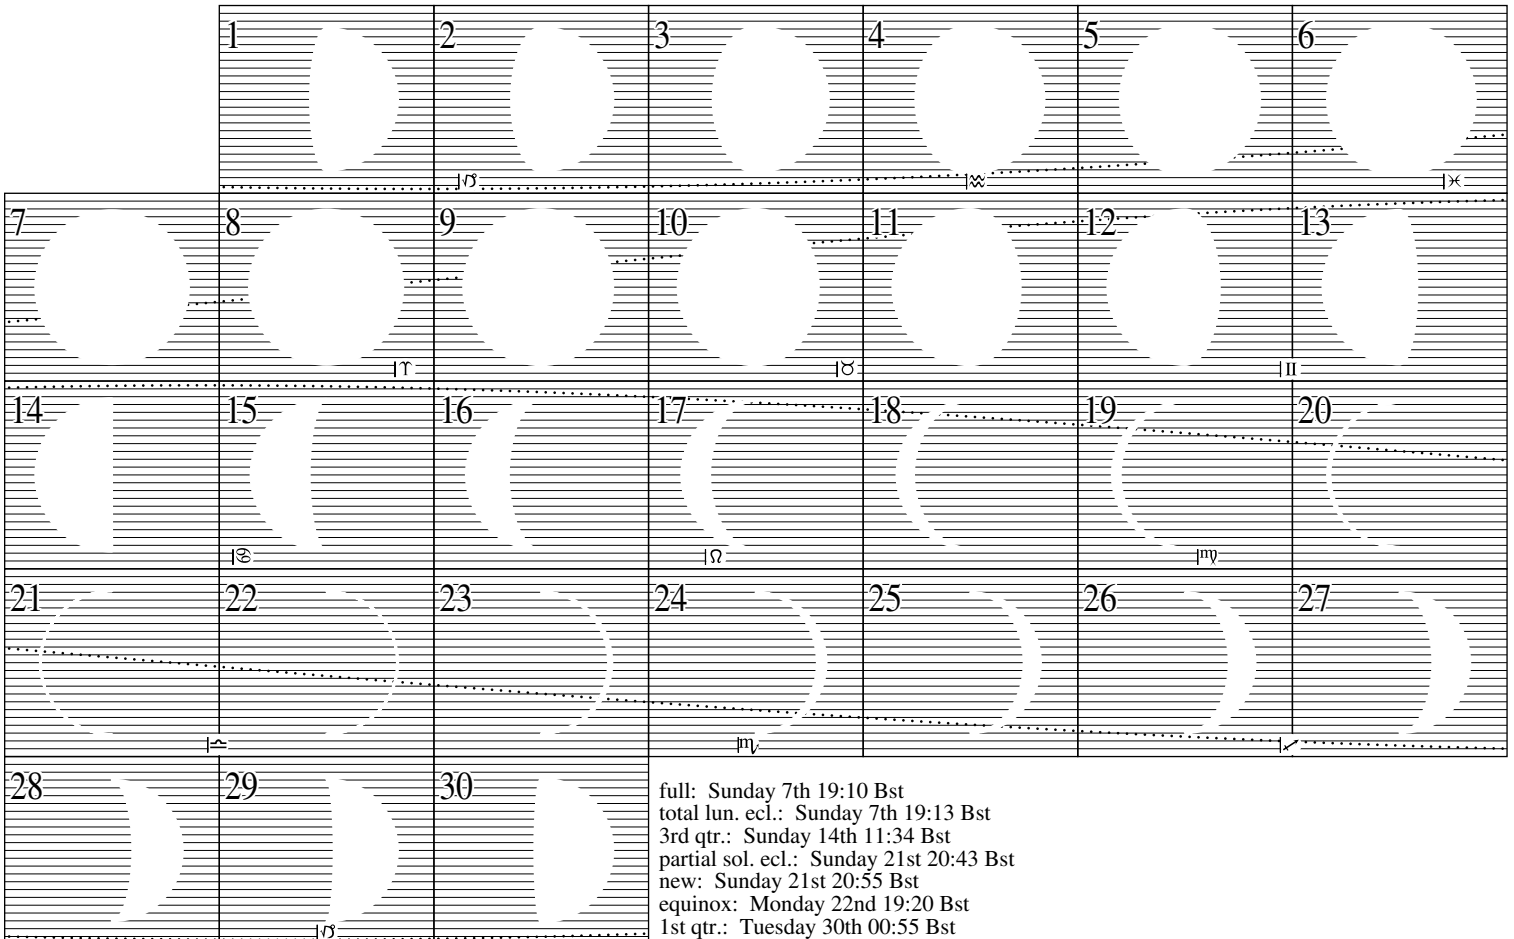 1 2 3 4 5 6
♑ ♒ ♓
7 8 9 10 11 12 13
♈ ♉ ♊
14 15 16 17 18 19 20
♋ ♌ ♍
21 22 23 24 25 26 27
♎ ♏ ♐
28 29 30
♑
full: Sunday 7th 19:10 Bst
total lun. ecl.: Sunday 7th 19:13 Bst
3rd qtr.: Sunday 14th 11:34 Bst
partial sol. ecl.: Sunday 21st 20:43 Bst
new: Sunday 21st 20:55 Bst
equinox: Monday 22nd 19:20 Bst
1st qtr.: Tuesday 30th 00:55 Bst